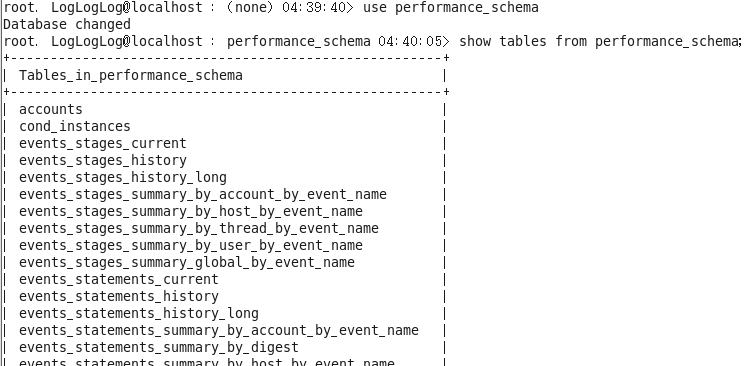 root. LogLogLog@localhost : (none) 04:39:40> use performance_schema
Database changed
root. LogLogLog@localhost : performance_schema 04:40:05> show tables from performance_schema;
+------------------------------------------------------+
| Tables_in_performance_schema |
+------------------------------------------------------+
| accounts |
| cond_instances |
| events_stages_current |
| events_stages_history |
| events_stages_history_long |
| events_stages_summary_by_account_by_event_name |
| events_stages_summary_by_host_by_event_name |
| events_stages_summary_by_thread_by_event_name |
| events_stages_summary_by_user_by_event_name |
| events_stages_summary_global_by_event_name |
| events_statements_current |
| events_statements_history |
| events_statements_history_long |
| events_statements_summary_by_account_by_event_name |
| events_statements_summary_by_digest |
| events_statements_summary_by_host_by_event_name |